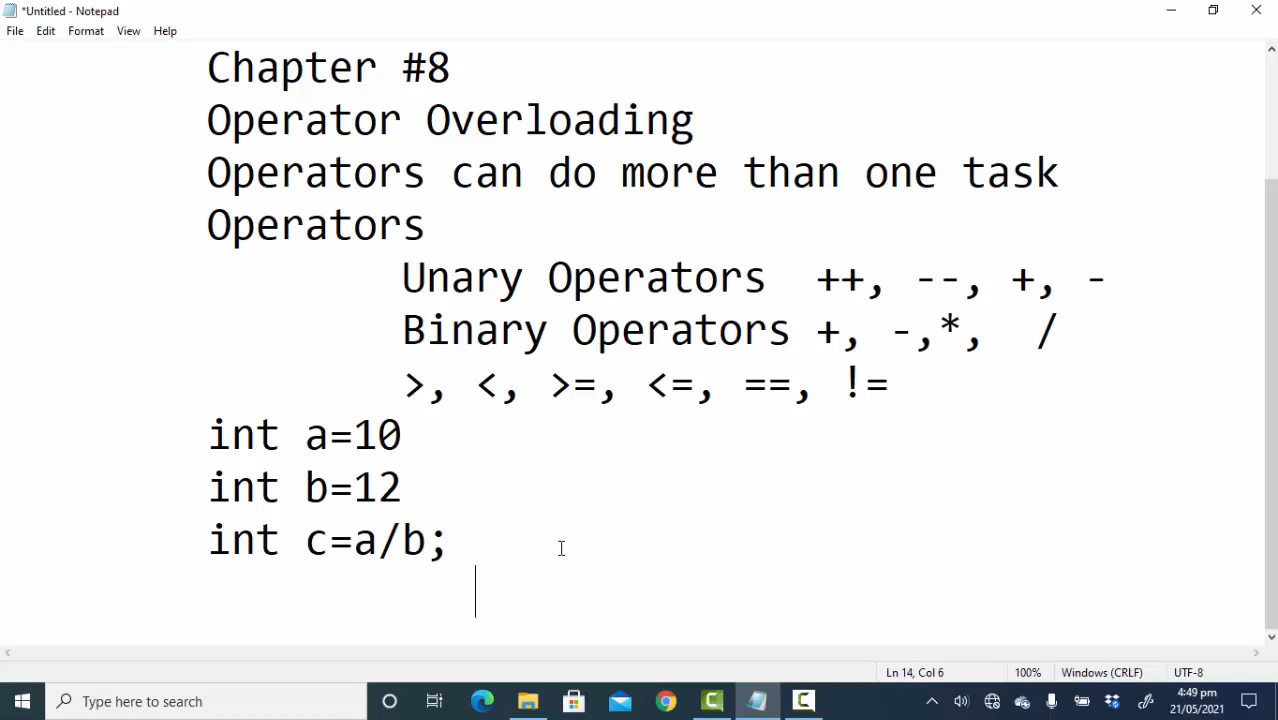 *Untitled - Notepad
File Edit Format View Help
Chapter #8
Operator Overloading
Operators can do more than one task
Operators
Unary Operators ++, --, +, -
Binary Operators +, -,*, /
>, <, >=, <=, ==, !=
int a=10
int b=12
int c=a/b;
Ln 14, Col 6 100% Windows (CRLF) UTF-8
Type here to search
4:49 pm
21/05/2021